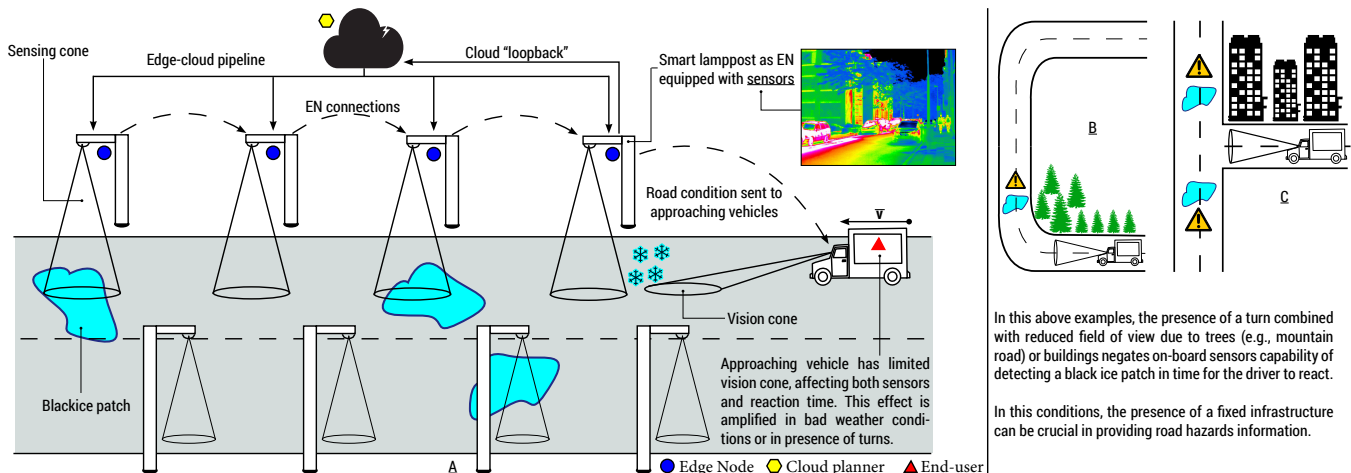 Sensing cone
Edge-cloud pipeline
Cloud "loopback"
EN connections
Smart lamppost as EN
equipped with sensors
Road condition sent to
approaching vehicles
v
Vision cone
Blackice patch
Approaching vehicle has limited
vision cone, affecting both sensors
and reaction time. This effect is
amplified in bad weather con-
ditions or in presence of turns.
A
Edge Node
Cloud planner
End-user
B
C
In this above examples, the presence of a turn combined
with reduced field of view due to trees (e.g., mountain
road) or buildings negates on-board sensors capability of
detecting a black ice patch in time for the driver to react.
In this conditions, the presence of a fixed infrastructure
can be crucial in providing road hazards information.